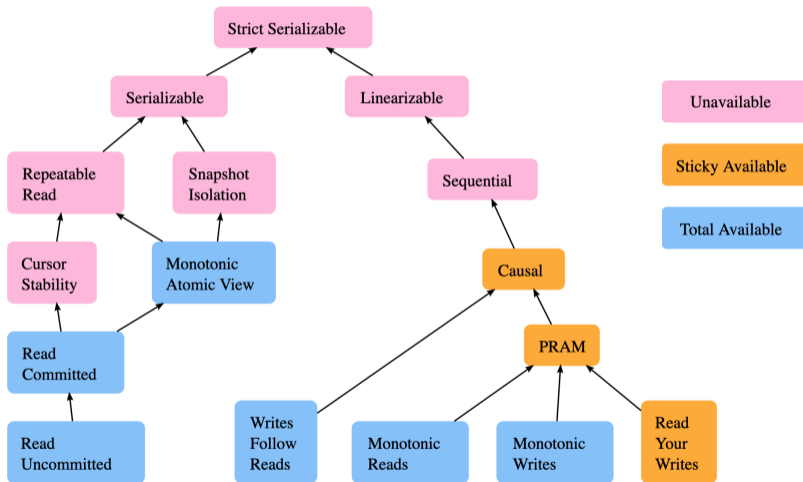 Strict Serializable
Serializable
Linearizable
Unavailable
Repeatable
Read
Snapshot
Isolation
Sequential
Sticky Available
Total Available
Cursor
Stability
Monotonic
Atomic View
Causal
Read
Committed
PRAM
Read
Uncommitted
Writes
Follow
Reads
Monotonic
Reads
Monotonic
Writes
Read
Your
Writes